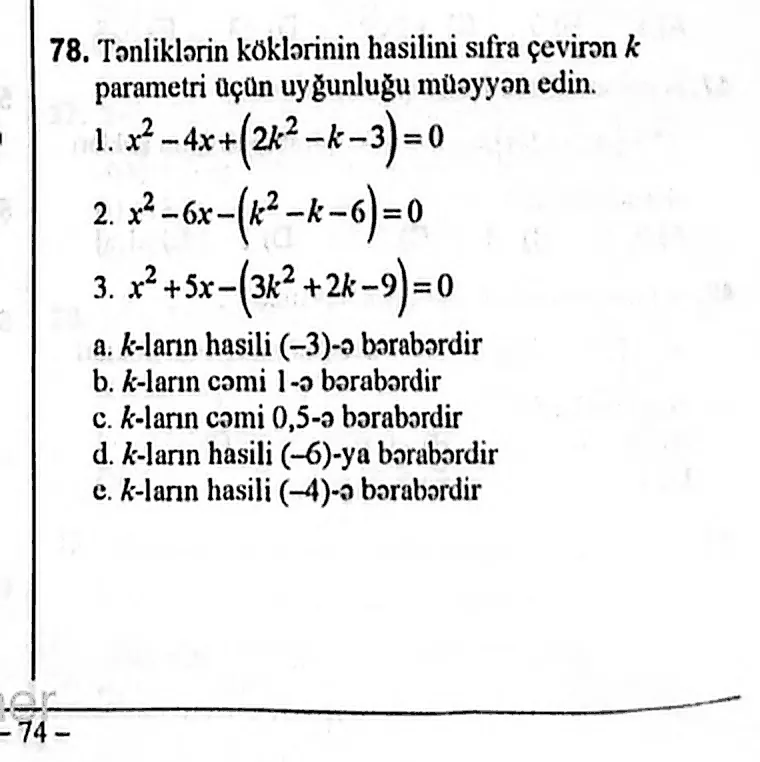 78. Tənliklərin köklərinin hasilini sıfra çevirən k
parametri üçün uyğunluğu müəyyən edin.
1. x² – 4x + (2k² – k – 3) = 0
2. x² – 6x – (k² – k – 6) = 0
3. x² + 5x – (3k² + 2k – 9) = 0
a. k-ların hasili (–3)-ə bərabərdir
b. k-ların cəmi 1-ə bərabərdir
c. k-ların cəmi 0,5-ə bərabərdir
d. k-ların hasili (–6)-ya bərabərdir
e. k-ların hasili (–4)-ə bərabərdir
– 74 –